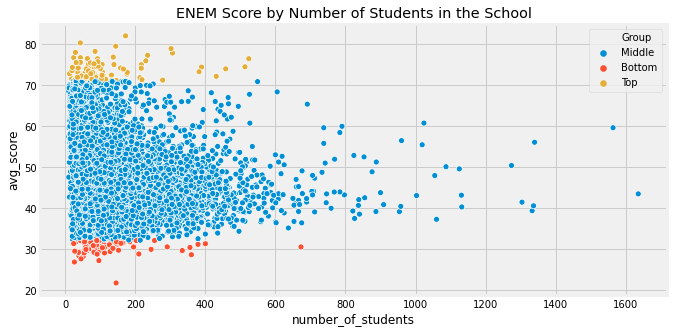 ENEM Score by Number of Students in the School
Group
Middle
Bottom
Top
avg_score
80
70
60
50
40
30
20
0 200 400 600 800 1000 1200 1400 1600
number_of_students